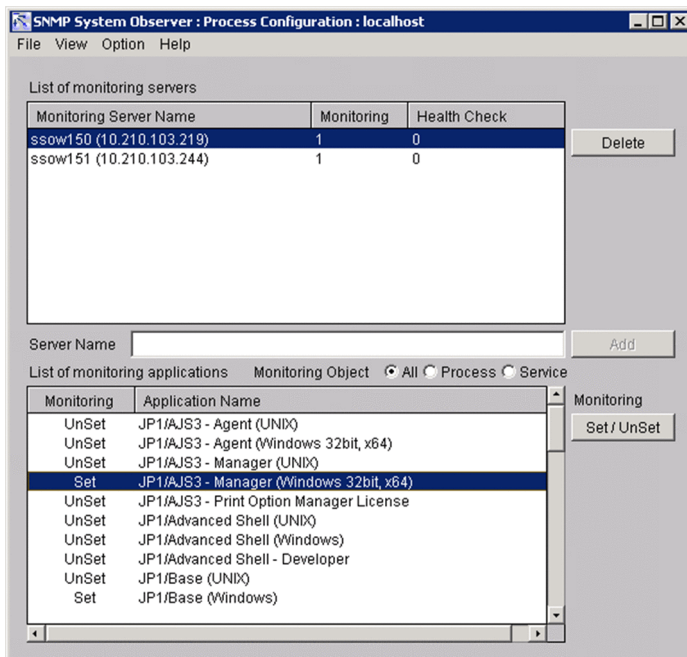 SNMP System Observer : Process Configuration : localhost
File View Option Help
List of monitoring servers
Monitoring Server Name Monitoring Health Check
ssow150 (10.210.103.219) 1 0
ssow151 (10.210.103.244) 1 0
Delete
Server Name Add
List of monitoring applications Monitoring Object All Process Service
Monitoring Application Name
Monitoring
Set / UnSet
UnSet JP1/AJS3 - Agent (UNIX)
UnSet JP1/AJS3 - Agent (Windows 32bit, x64)
UnSet JP1/AJS3 - Manager (UNIX)
Set JP1/AJS3 - Manager (Windows 32bit, x64)
UnSet JP1/AJS3 - Print Option Manager License
UnSet JP1/Advanced Shell (UNIX)
UnSet JP1/Advanced Shell (Windows)
UnSet JP1/Advanced Shell - Developer
UnSet JP1/Base (UNIX)
Set JP1/Base (Windows)